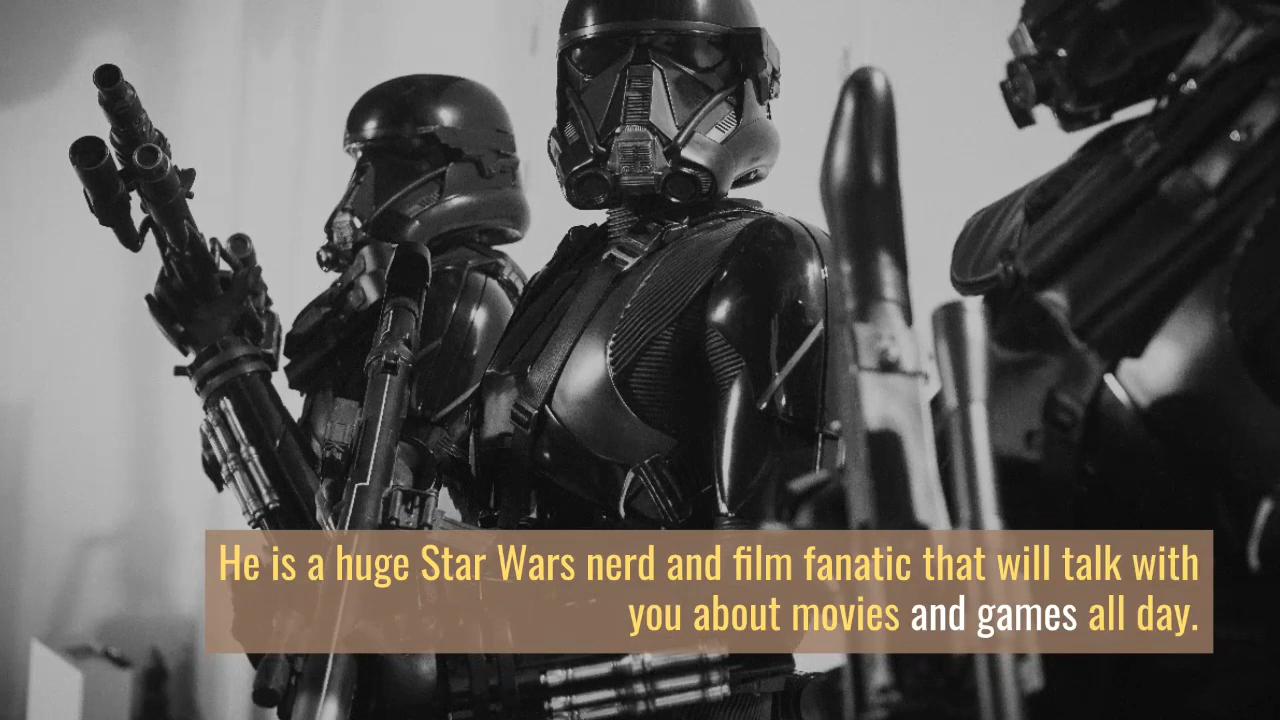 He is a huge Star Wars nerd and film fanatic that will talk with
you about movies and games all day.